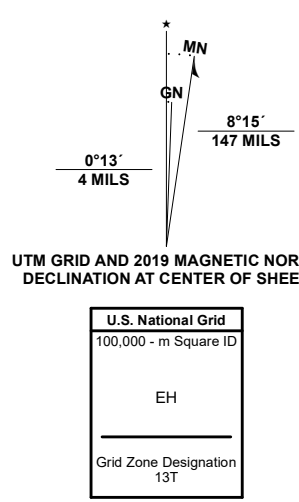 ★
MN
GN
8°15´
147 MILS
0°13´
4 MILS
UTM GRID AND 2019 MAGNETIC NOR
DECLINATION AT CENTER OF SHEE
U.S. National Grid
100,000 - m Square ID
EH
Grid Zone Designation
13T